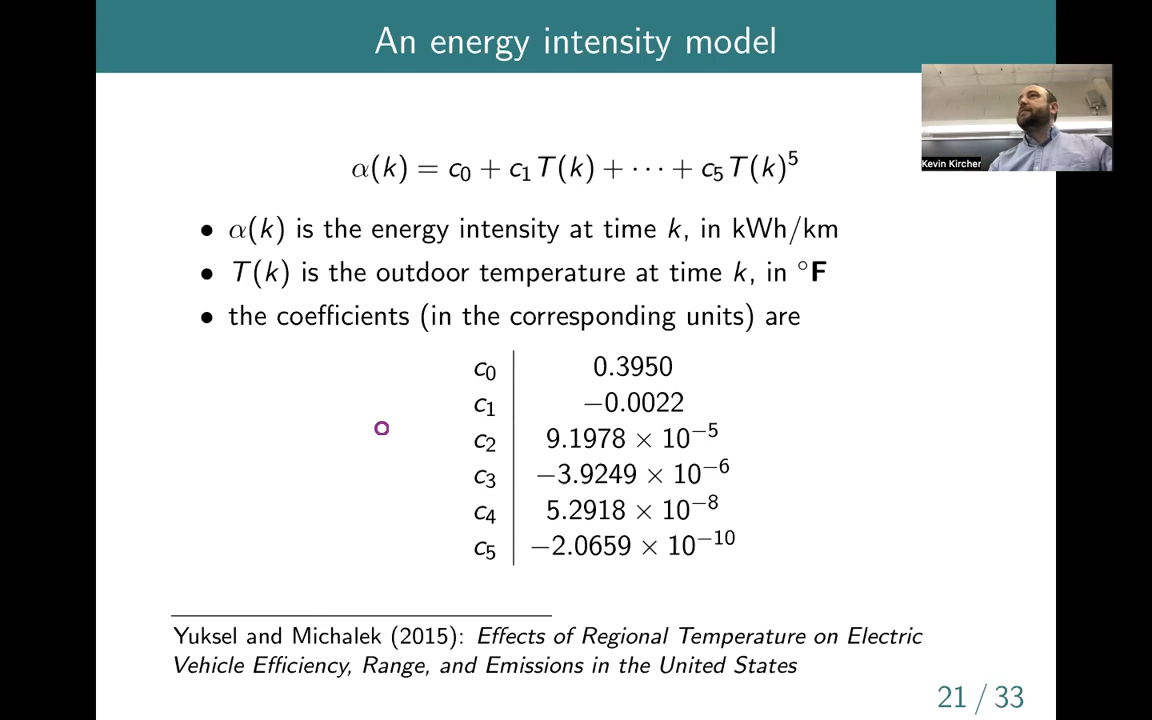 An energy intensity model
Kevin Kircher
α(k) = c₀ + c₁T(k) + ⋯ + c₅T(k)⁵
• α(k) is the energy intensity at time k, in kWh/km
• T(k) is the outdoor temperature at time k, in °F
• the coefficients (in the corresponding units) are
c₀ 0.3950
c₁ −0.0022
c₂ 9.1978 × 10⁻⁵
c₃ −3.9249 × 10⁻⁶
c₄ 5.2918 × 10⁻⁸
c₅ −2.0659 × 10⁻¹⁰
Yuksel and Michalek (2015): Effects of Regional Temperature on Electric
Vehicle Efficiency, Range, and Emissions in the United States
21 / 33